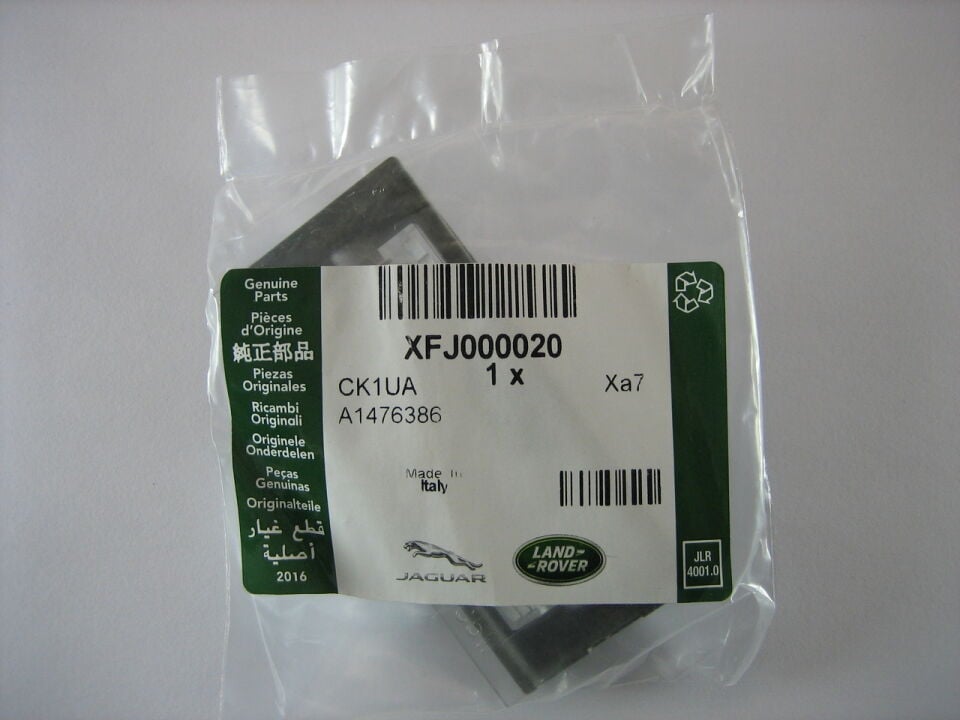 Genuine
Parts
Pièces
d'Origine
純正部品
Piezas
Originales
Ricambi
Originali
Originele
Onderdelen
Peças
Genuinas
Originalteile
قطع غيار
أصلية
2016
XFJ000020
1 x
CK1UA
Xa7
A1476386
Made In
Italy
JAGUAR
LAND-
-ROVER
JLR
4001.0